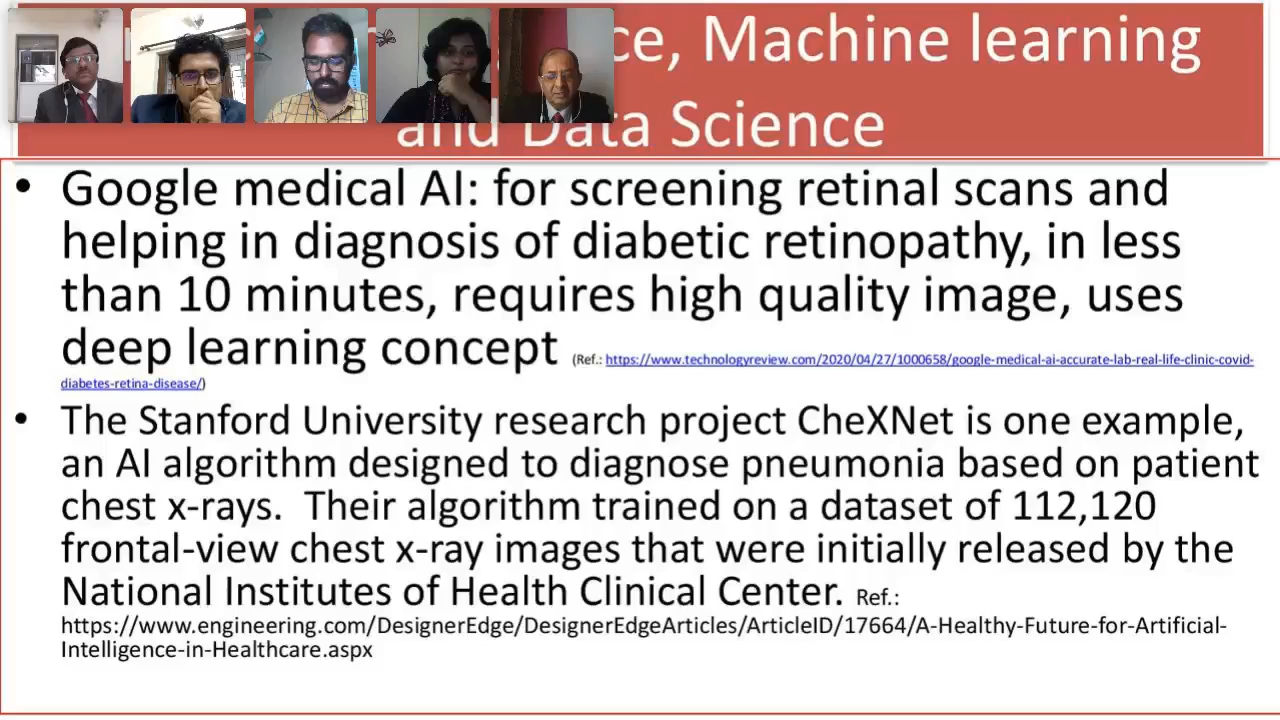 ce, Machine learning
and Data Science
• Google medical AI: for screening retinal scans and
helping in diagnosis of diabetic retinopathy, in less
than 10 minutes, requires high quality image, uses
deep learning concept (Ref.: https://www.technologyreview.com/2020/04/27/1000658/google-medical-ai-accurate-lab-real-life-clinic-covid-
diabetes-retina-disease/)
• The Stanford University research project CheXNet is one example,
an AI algorithm designed to diagnose pneumonia based on patient
chest x-rays.  Their algorithm trained on a dataset of 112,120
frontal-view chest x-ray images that were initially released by the
National Institutes of Health Clinical Center. Ref.:
https://www.engineering.com/DesignerEdge/DesignerEdgeArticles/ArticleID/17664/A-Healthy-Future-for-Artificial-
Intelligence-in-Healthcare.aspx